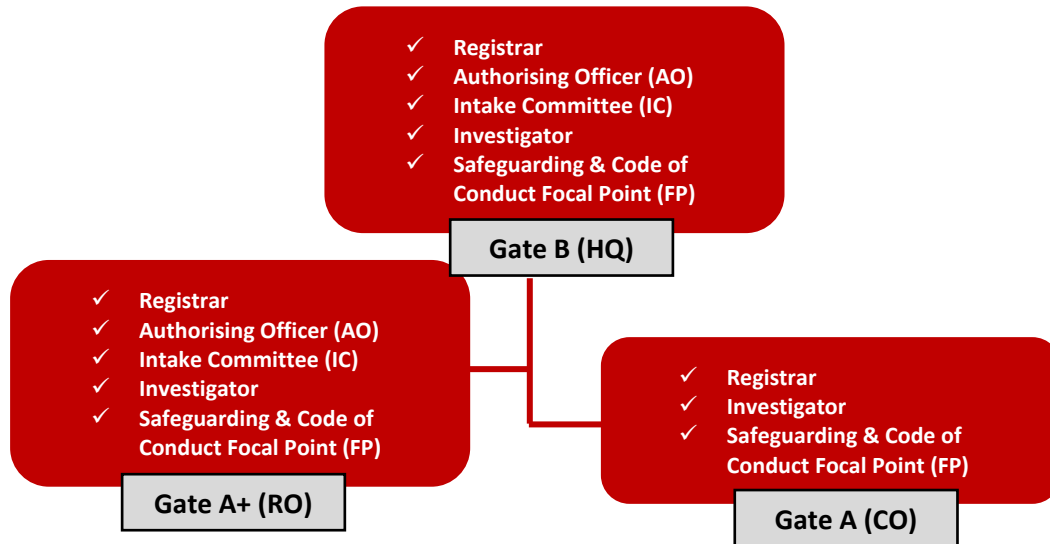 ✓ Registrar
✓ Authorising Officer (AO)
✓ Intake Committee (IC)
✓ Investigator
✓ Safeguarding & Code of
Conduct Focal Point (FP)
Gate B (HQ)
✓ Registrar
✓ Authorising Officer (AO)
✓ Intake Committee (IC)
✓ Investigator
✓ Safeguarding & Code of
Conduct Focal Point (FP)
Gate A+ (RO)
✓ Registrar
✓ Investigator
✓ Safeguarding & Code of
Conduct Focal Point (FP)
Gate A (CO)